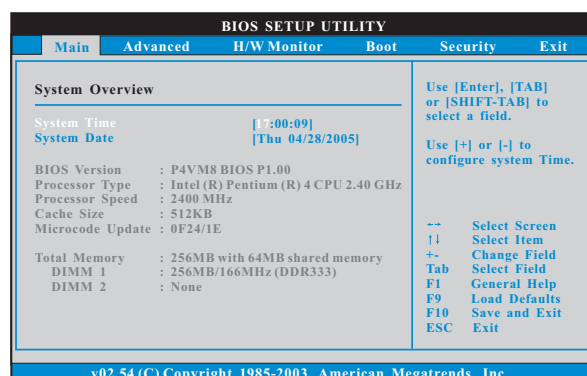 BIOS SETUP UTILITY
Main Advanced H/W Monitor Boot Security Exit
System Overview
System Time [17:00:09]
System Date [Thu 04/28/2005]
BIOS Version : P4VM8 BIOS P1.00
Processor Type : Intel (R) Pentium (R) 4 CPU 2.40 GHz
Processor Speed : 2400 MHz
Cache Size : 512KB
Microcode Update : 0F24/1E
Total Memory : 256MB with 64MB shared memory
DIMM 1 : 256MB/166MHz (DDR333)
DIMM 2 : None
Use [Enter], [TAB]
or [SHIFT-TAB] to
select a field.
Use [+] or [-] to
configure system Time.
←→ Select Screen
↑↓ Select Item
+- Change Field
Tab Select Field
F1 General Help
F9 Load Defaults
F10 Save and Exit
ESC Exit
v02.54 (C) Copyright 1985-2003, American Megatrends, Inc.